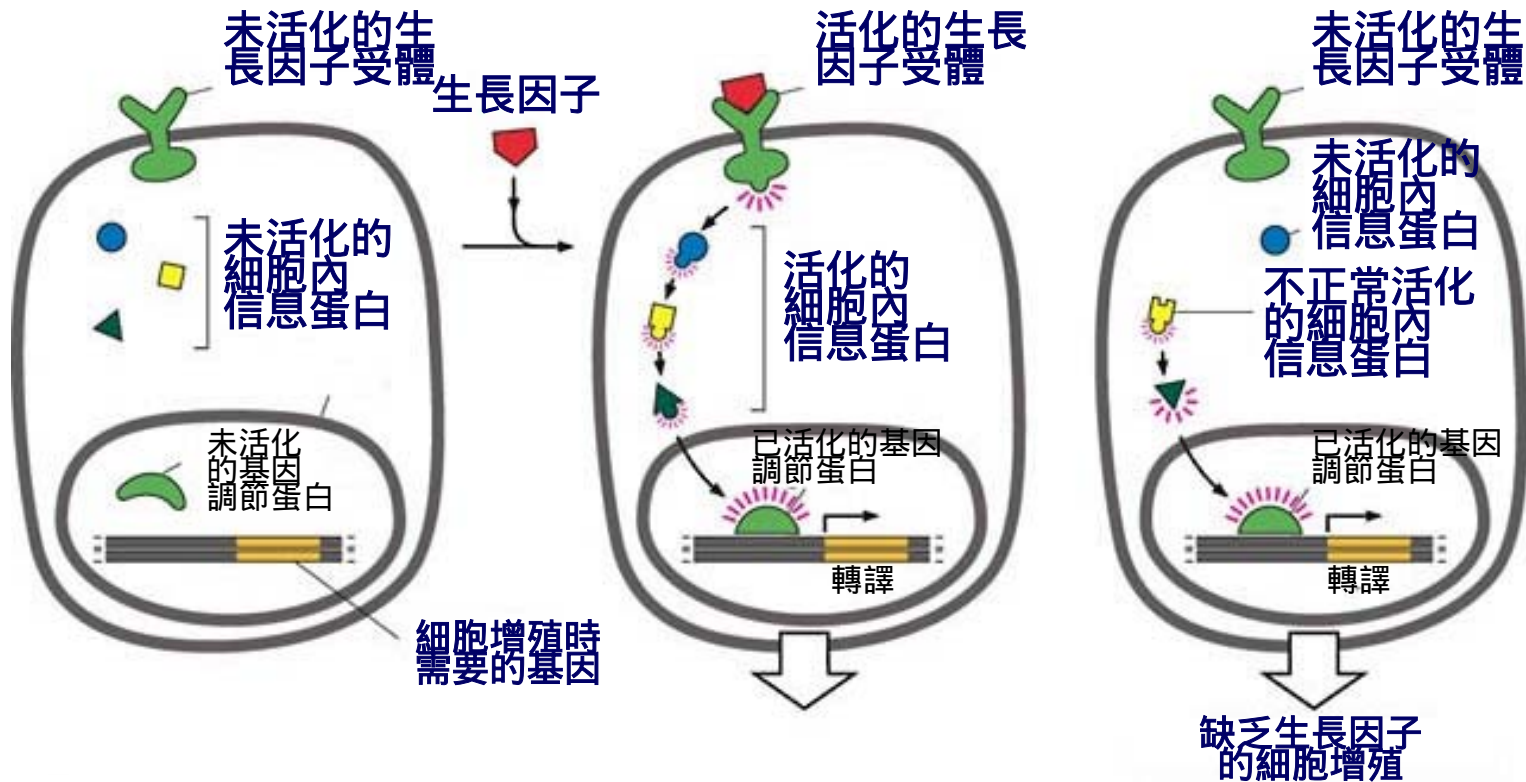 未活化的生
長因子受體
生長因子
未活化的
細胞內
信息蛋白
未活化
的基因
調節蛋白
細胞增殖時
需要的基因
活化的生長
因子受體
活化的
細胞內
信息蛋白
已活化的基因
調節蛋白
轉譯
未活化的生
長因子受體
未活化的
細胞內
信息蛋白
不正常活化
的細胞內
信息蛋白
已活化的基因
調節蛋白
轉譯
缺乏生長因子
的細胞增殖